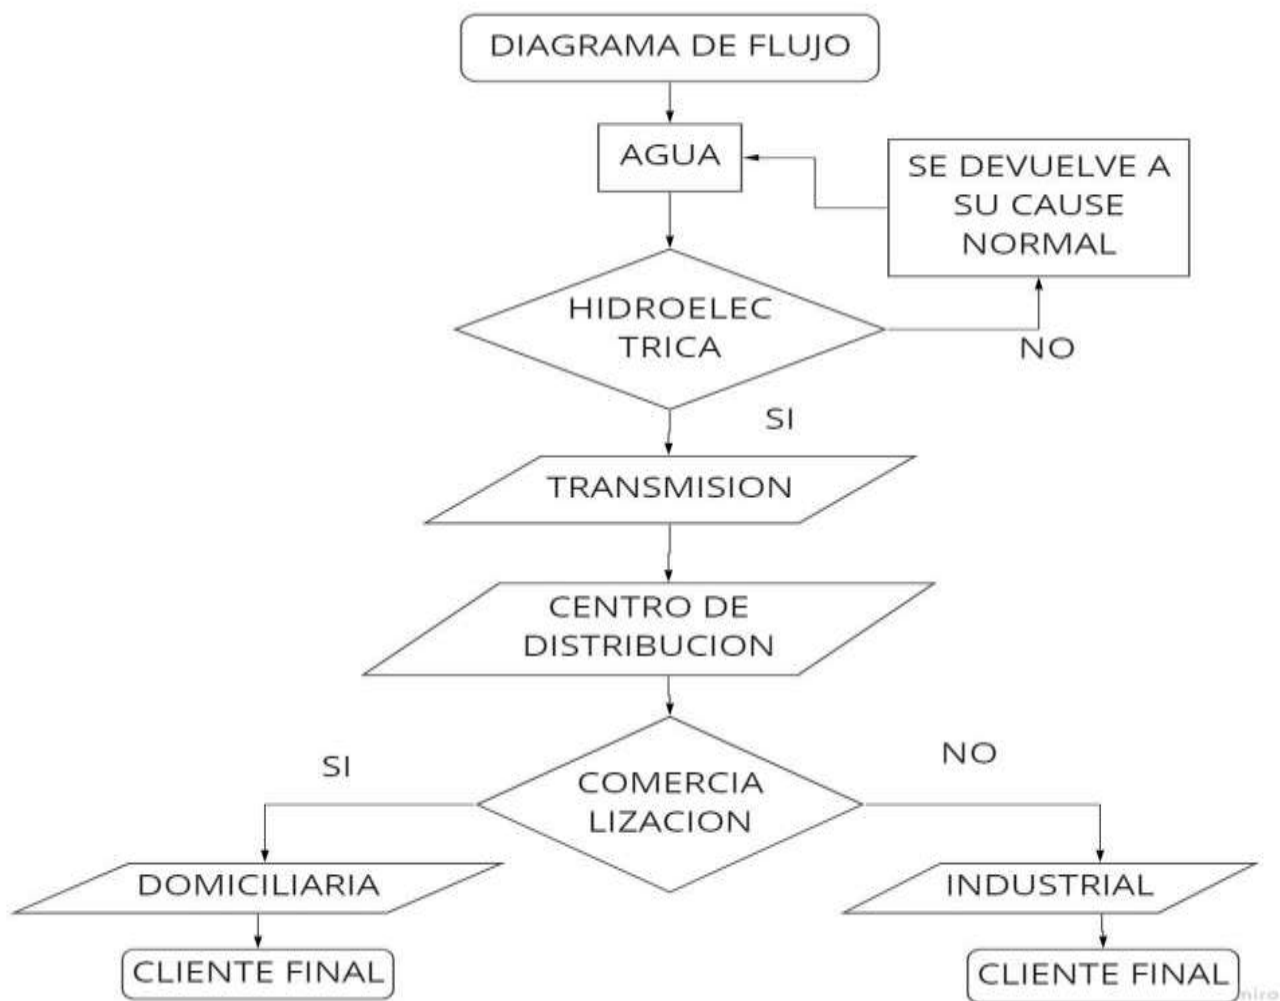 DIAGRAMA DE FLUJO
AGUA
SE DEVUELVE A
SU CAUSE
NORMAL
HIDROELEC
TRICA
NO
SI
TRANSMISION
CENTRO DE
DISTRIBUCION
SI
NO
COMERCIA
LIZACION
DOMICILIARIA
INDUSTRIAL
CLIENTE FINAL
CLIENTE FINAL
miro